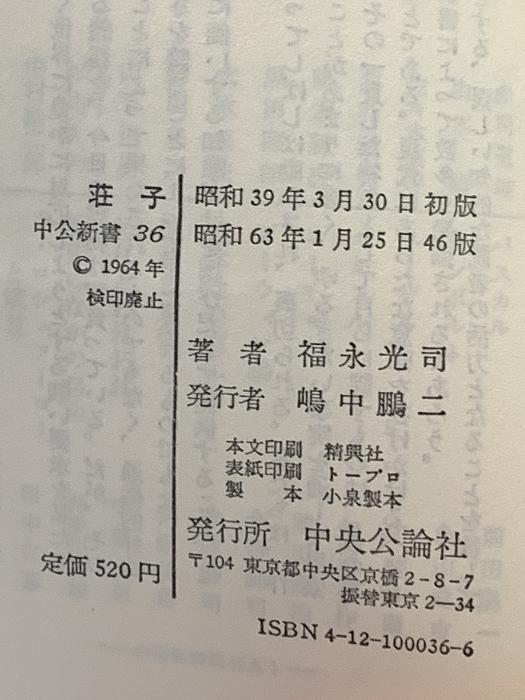 荘子
中公新書 36
© 1964年
検印廃止
定価 520円
昭和39年3月30日初版
昭和63年1月25日46版
著者 福永光司
発行者 嶋中鵬二
本文印刷 精興社
表紙印刷 トープロ
製本 小泉製本
発行所 中央公論社
〒104 東京都中央区京橋2-8-7
振替東京2—34
ISBN4-12-100036-6